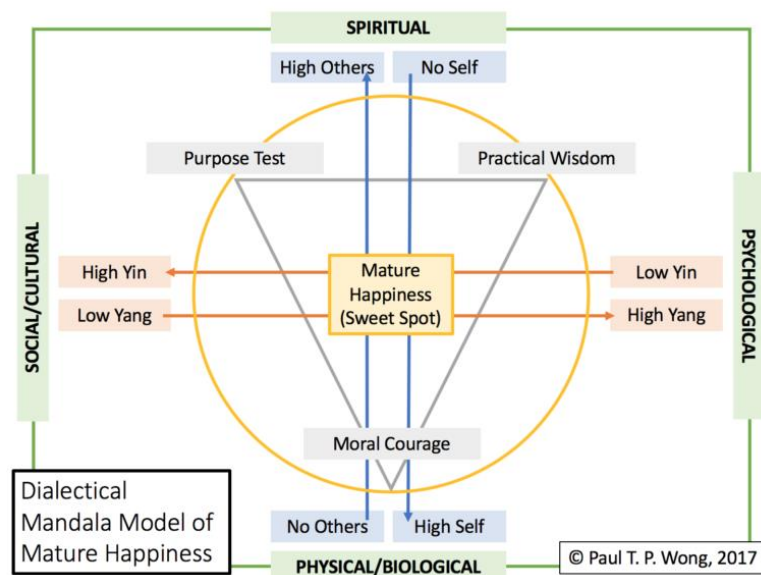 SPIRITUAL
High Others
No Self
Purpose Test
Practical Wisdom
SOCIAL/CULTURAL
PSYCHOLOGICAL
High Yin
Mature
Happiness
(Sweet Spot)
Low Yin
Low Yang
High Yang
Moral Courage
Dialectical
Mandala Model of
Mature Happiness
No Others
High Self
PHYSICAL/BIOLOGICAL
© Paul T. P. Wong, 2017